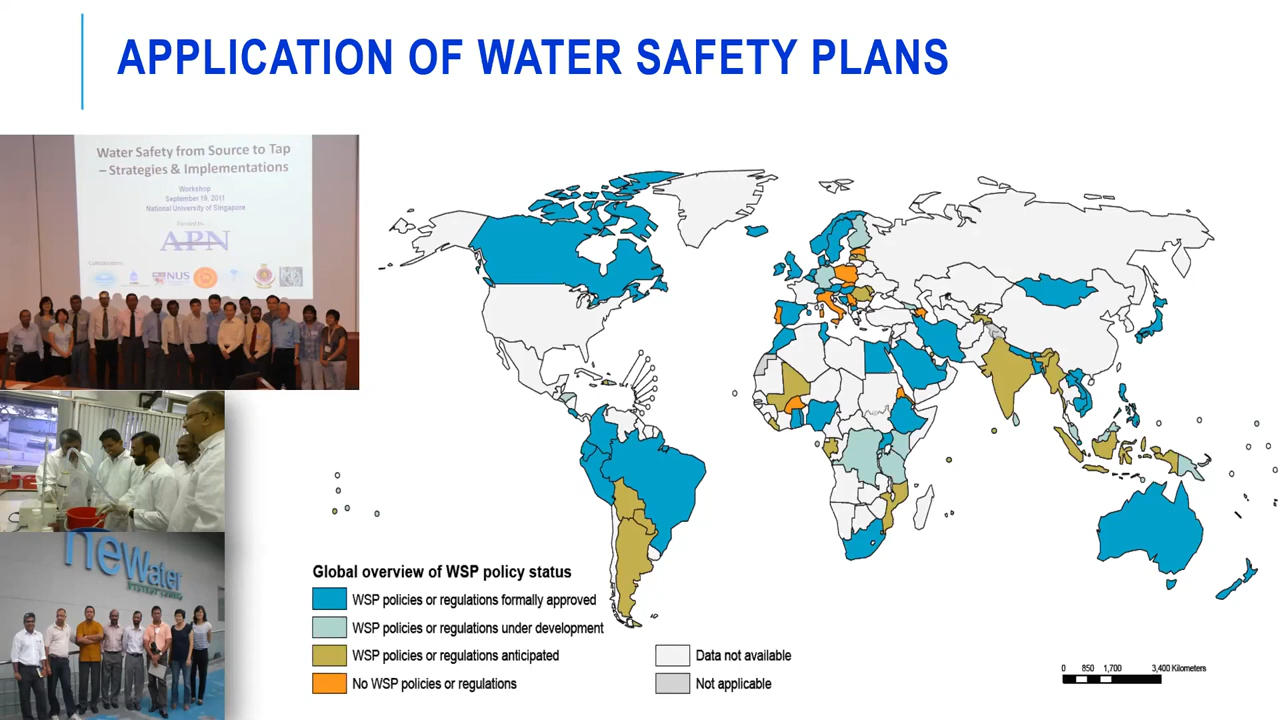 APPLICATION OF WATER SAFETY PLANS
Water Safety from Source to Tap
– Strategies & Implementations
Workshop
September 19, 2011
National University of Singapore
APN
NUS
newater
Global overview of WSP policy status
WSP policies or regulations formally approved
WSP policies or regulations under development
WSP policies or regulations anticipated
No WSP policies or regulations
Data not available
Not applicable
0 850 1,700 3,400 Kilometers